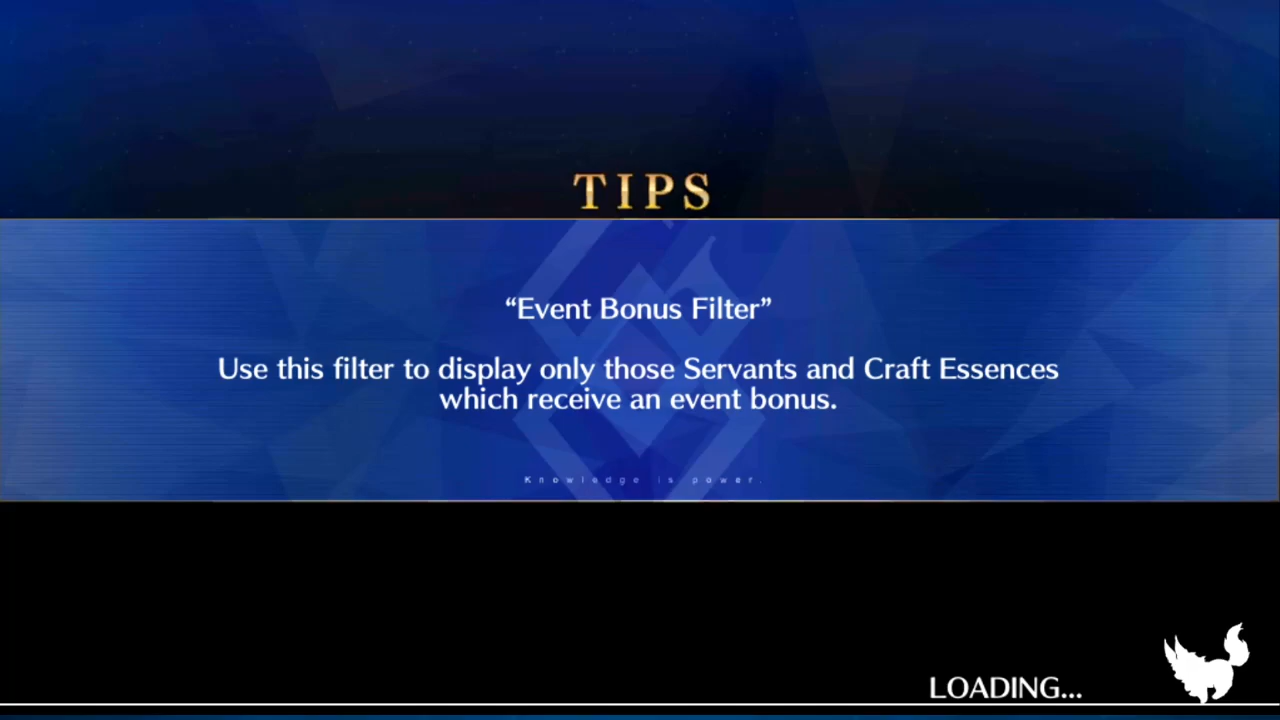 TIPS
“Event Bonus Filter”
Use this filter to display only those Servants and Craft Essences
which receive an event bonus.
Knowledge is power.
LOADING...